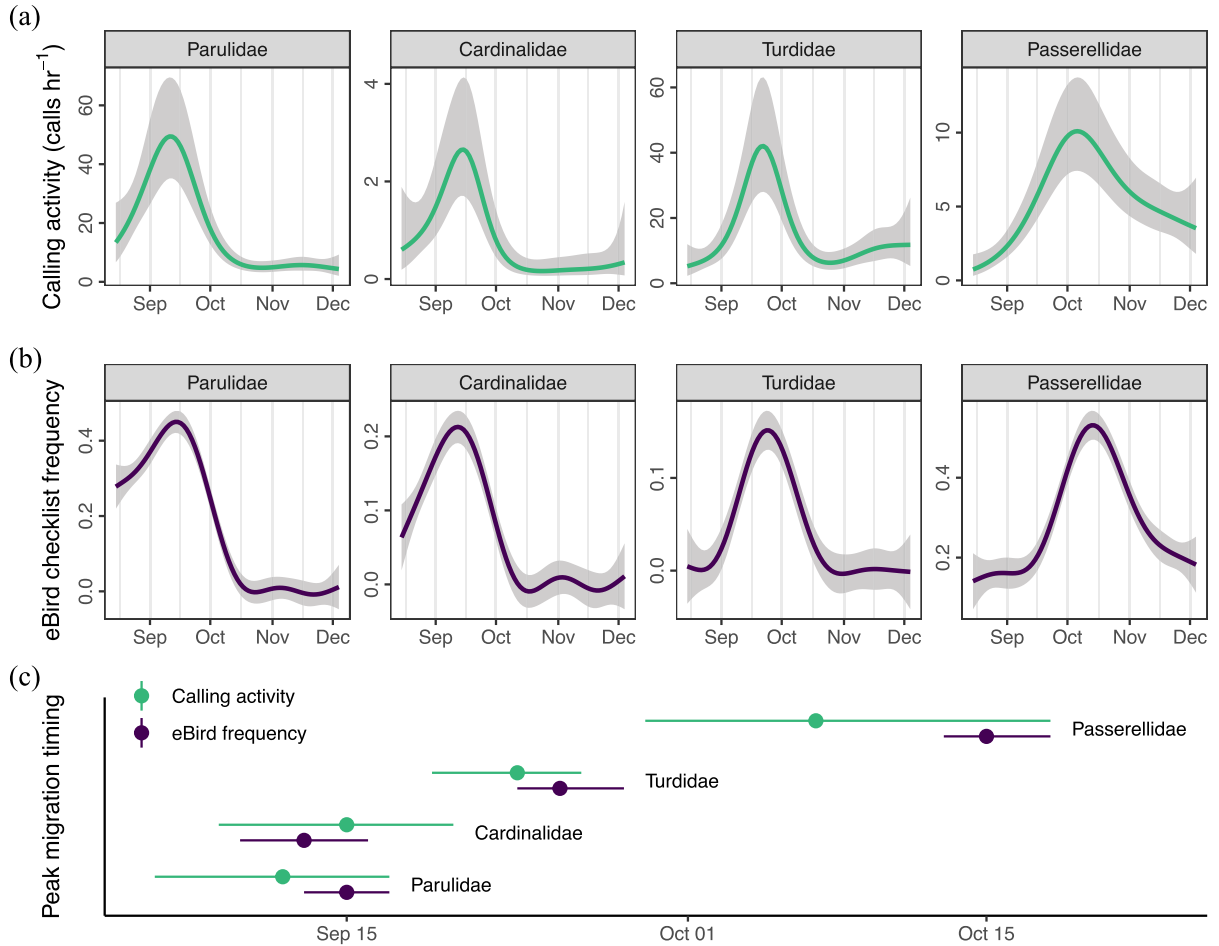 (a)
Calling activity (calls hr⁻¹)
Parulidae
60
40
20
0
Sep Oct Nov Dec
Cardinalidae
4
2
0
Sep Oct Nov Dec
Turdidae
60
40
20
0
Sep Oct Nov Dec
Passerellidae
10
5
0
Sep Oct Nov Dec
(b)
eBird checklist frequency
Parulidae
0.4
0.2
0.0
Sep Oct Nov Dec
Cardinalidae
0.2
0.1
0.0
Sep Oct Nov Dec
Turdidae
0.1
0.0
Sep Oct Nov Dec
Passerellidae
0.4
0.2
Sep Oct Nov Dec
(c)
Peak migration timing
Calling activity
eBird frequency
Passerellidae
Turdidae
Cardinalidae
Parulidae
Sep 15 Oct 01 Oct 15